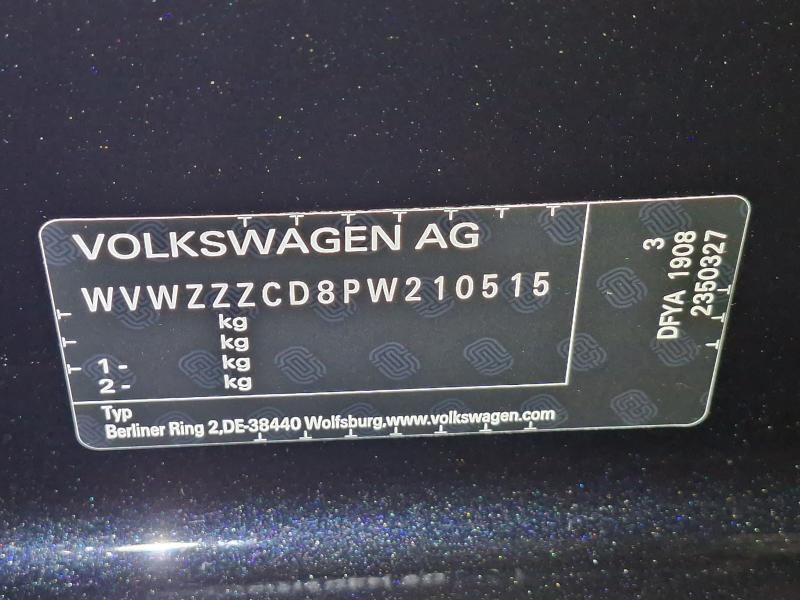 VOLKSWAGEN AG
WVWZZZCD8PW210515
kg
kg
1 - kg
2 - kg
Typ
Berliner Ring 2,DE-38440 Wolfsburg.www.volkswagen.com
3
DFYA 1908
2350327